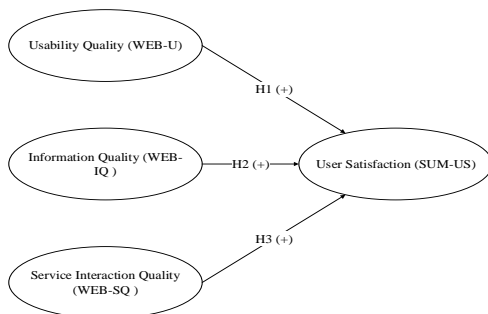 Usability Quality (WEB-U)
H1 (+)
Information Quality (WEB-
IQ )
H2 (+)
User Satisfaction (SUM-US)
H3 (+)
Service Interaction Quality
(WEB-SQ )